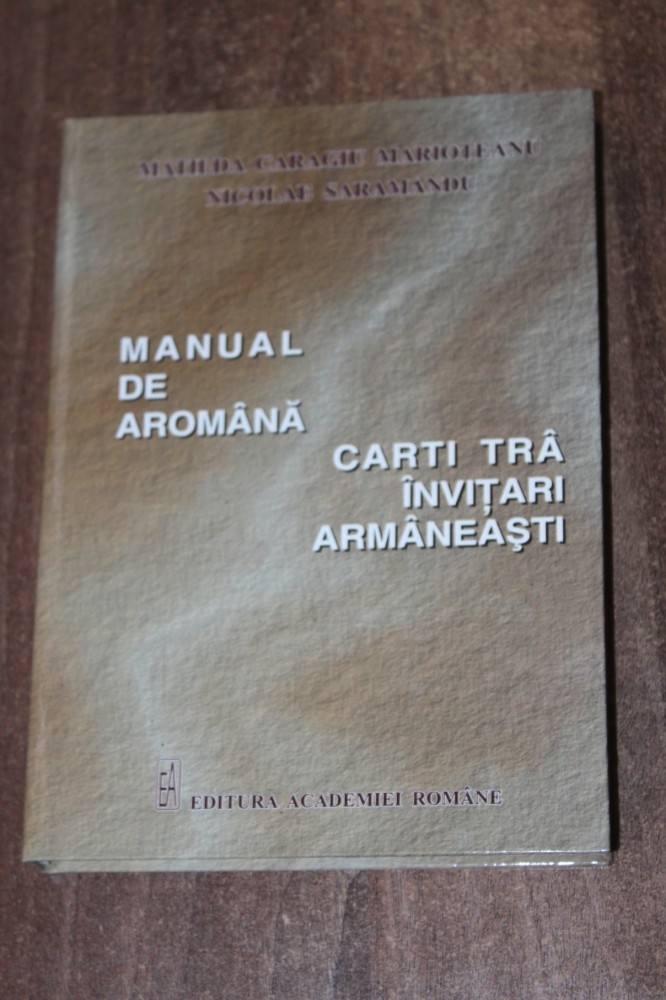 MATILDA CARAGIU MARIOȚEANU
NICOLAE SARAMANDU
MANUAL
DE
AROMÂNĂ
CARTI TRÂ
ÎNVIȚARI
ARMÂNEAȘTI
EA EDITURA ACADEMIEI ROMÂNE